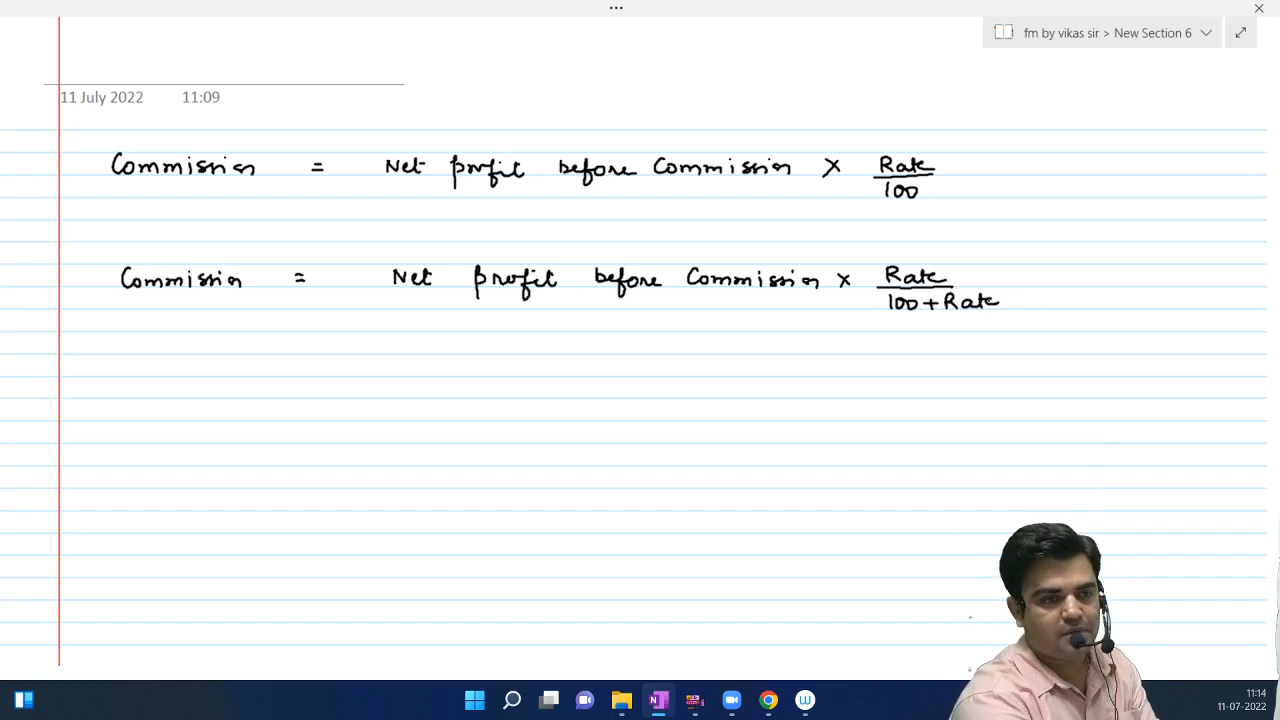 fm by vikas sir > New Section 6
11 July 2022 11:09
Commission = Net profit before Commission × Rate/100
Commission = Net profit before Commission × Rate/100 + Rate
11:14
11-07-2022